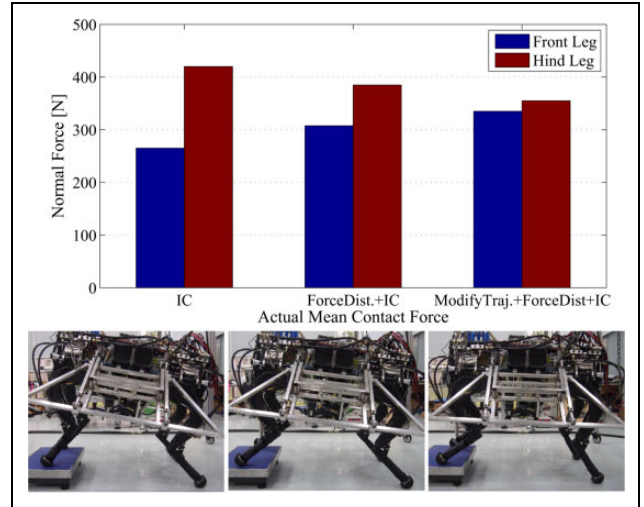 500
400
300
200
100
0
Normal Force [N]
Front Leg
Hind Leg
IC
ForceDist.+IC
ModifyTraj.+ForceDist+IC
Actual Mean Contact Force